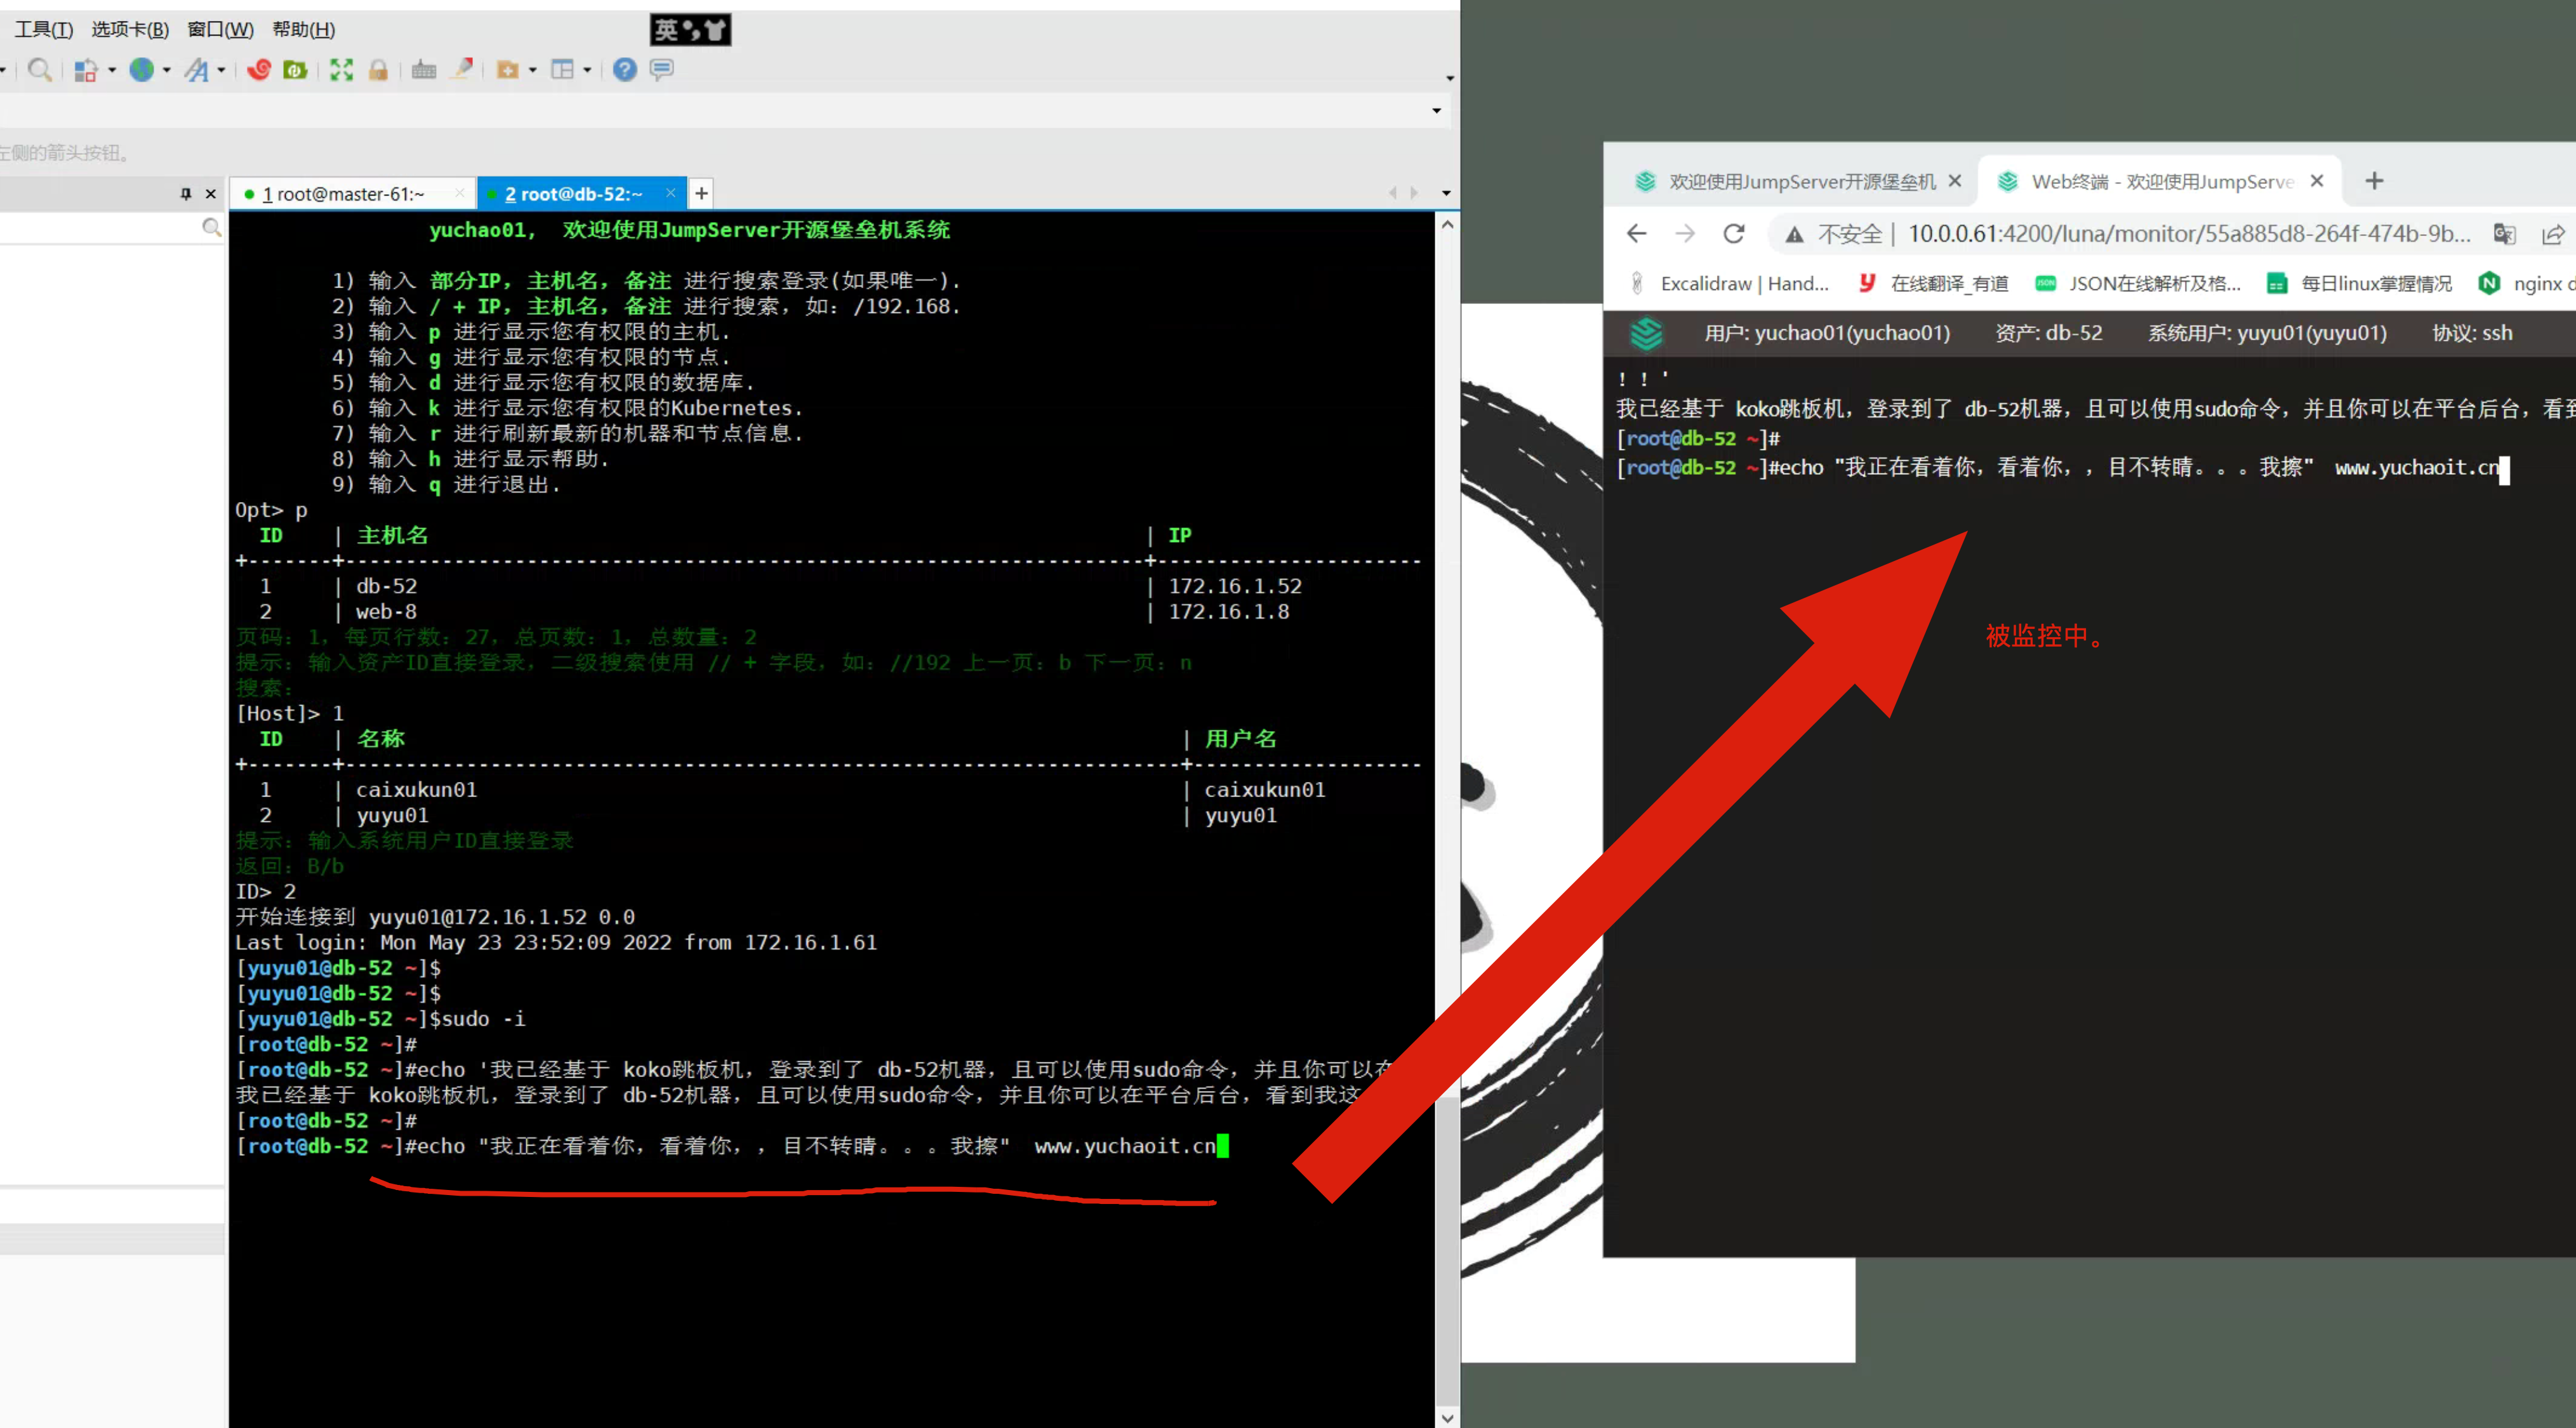 工具(T) 选项卡(B) 窗口(W) 帮助(H)
英
左侧的箭头按钮。
1 root@master-61:~
2 root@db-52:~
yuchao01, 欢迎使用JumpServer开源堡垒机系统
1) 输入 部分IP，主机名，备注 进行搜索登录(如果唯一).
2) 输入 / + IP，主机名，备注 进行搜索，如：/192.168.
3) 输入 p 进行显示您有权限的主机.
4) 输入 g 进行显示您有权限的节点.
5) 输入 d 进行显示您有权限的数据库.
6) 输入 k 进行显示您有权限的Kubernetes.
7) 输入 r 进行刷新最新的机器和节点信息.
8) 输入 h 进行显示帮助.
9) 输入 q 进行退出.
Opt> p
ID | 主机名 | IP
1 | db-52 | 172.16.1.52
2 | web-8 | 172.16.1.8
页码：1，每页行数：27，总页数：1，总数量：2
提示：输入资产ID直接登录，二级搜索使用 // + 字段，如：//192 上一页：b 下一页：n
搜索：
[Host]> 1
ID | 名称 | 用户名
1 | caixukun01 | caixukun01
2 | yuyu01 | yuyu01
提示：输入系统用户ID直接登录
返回：B/b
ID> 2
开始连接到 yuyu01@172.16.1.52 0.0
Last login: Mon May 23 23:52:09 2022 from 172.16.1.61
[yuyu01@db-52 ~]$
[yuyu01@db-52 ~]$
[yuyu01@db-52 ~]$sudo -i
[root@db-52 ~]#
[root@db-52 ~]#echo '我已经基于 koko跳板机，登录到了 db-52机器，且可以使用sudo命令，并且你可以在
我已经基于 koko跳板机，登录到了 db-52机器，且可以使用sudo命令，并且你可以在平台后台，看到我这
[root@db-52 ~]#
[root@db-52 ~]#echo "我正在看着你，看着你，，目不转睛。。。我擦" www.yuchaoit.cn
欢迎使用JumpServer开源堡垒机
Web终端 - 欢迎使用JumpServe
不安全 | 10.0.0.61:4200/luna/monitor/55a885d8-264f-474b-9b...
Excalidraw | Hand... 在线翻译_有道 JSON在线解析及格... 每日linux掌握情况 nginx
用户: yuchao01(yuchao01) 资产: db-52 系统用户: yuyu01(yuyu01) 协议: ssh
！！'
我已经基于 koko跳板机，登录到了 db-52机器，且可以使用sudo命令，并且你可以在平台后台，看
[root@db-52 ~]#
[root@db-52 ~]#echo "我正在看着你，看着你，，目不转睛。。。我擦" www.yuchaoit.cn
被监控中。